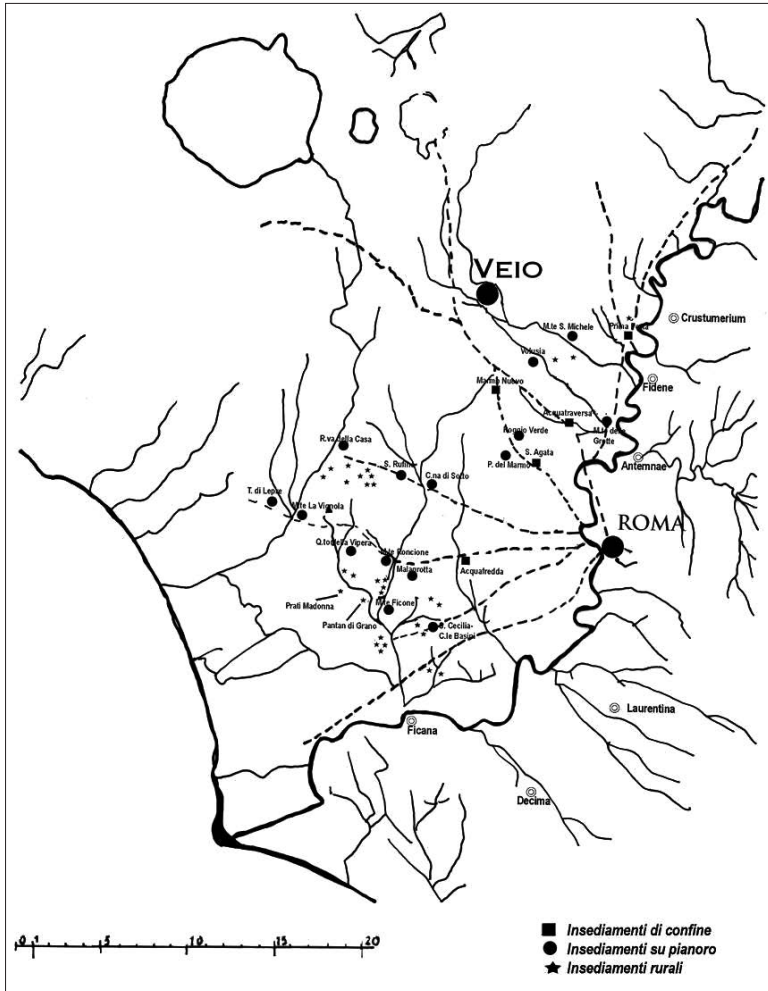 VEIO
Crustumerium
M.te S. Michele
Prima Porta
Volusia
Fidene
Marmo Nuovo
Acquatraversa
M.te delle
Grotte
Poggio Verde
R.va della Casa
S. Agata
Antemnae
S. Rufina
P. del Marmo
C.na di Sotto
T. di Lepre
M.te La Vignola
ROMA
Q.to della Vipera
M.te Roncione
Malagrotta
Acquafredda
Prati Madonna
M.te Ficone
Pantan di Grano
S. Cecilia-
C.le Basini
Laurentina
Ficana
Decima
0 1 5 10 15 20
Insediamenti di confine
Insediamenti su pianoro
Insediamenti rurali